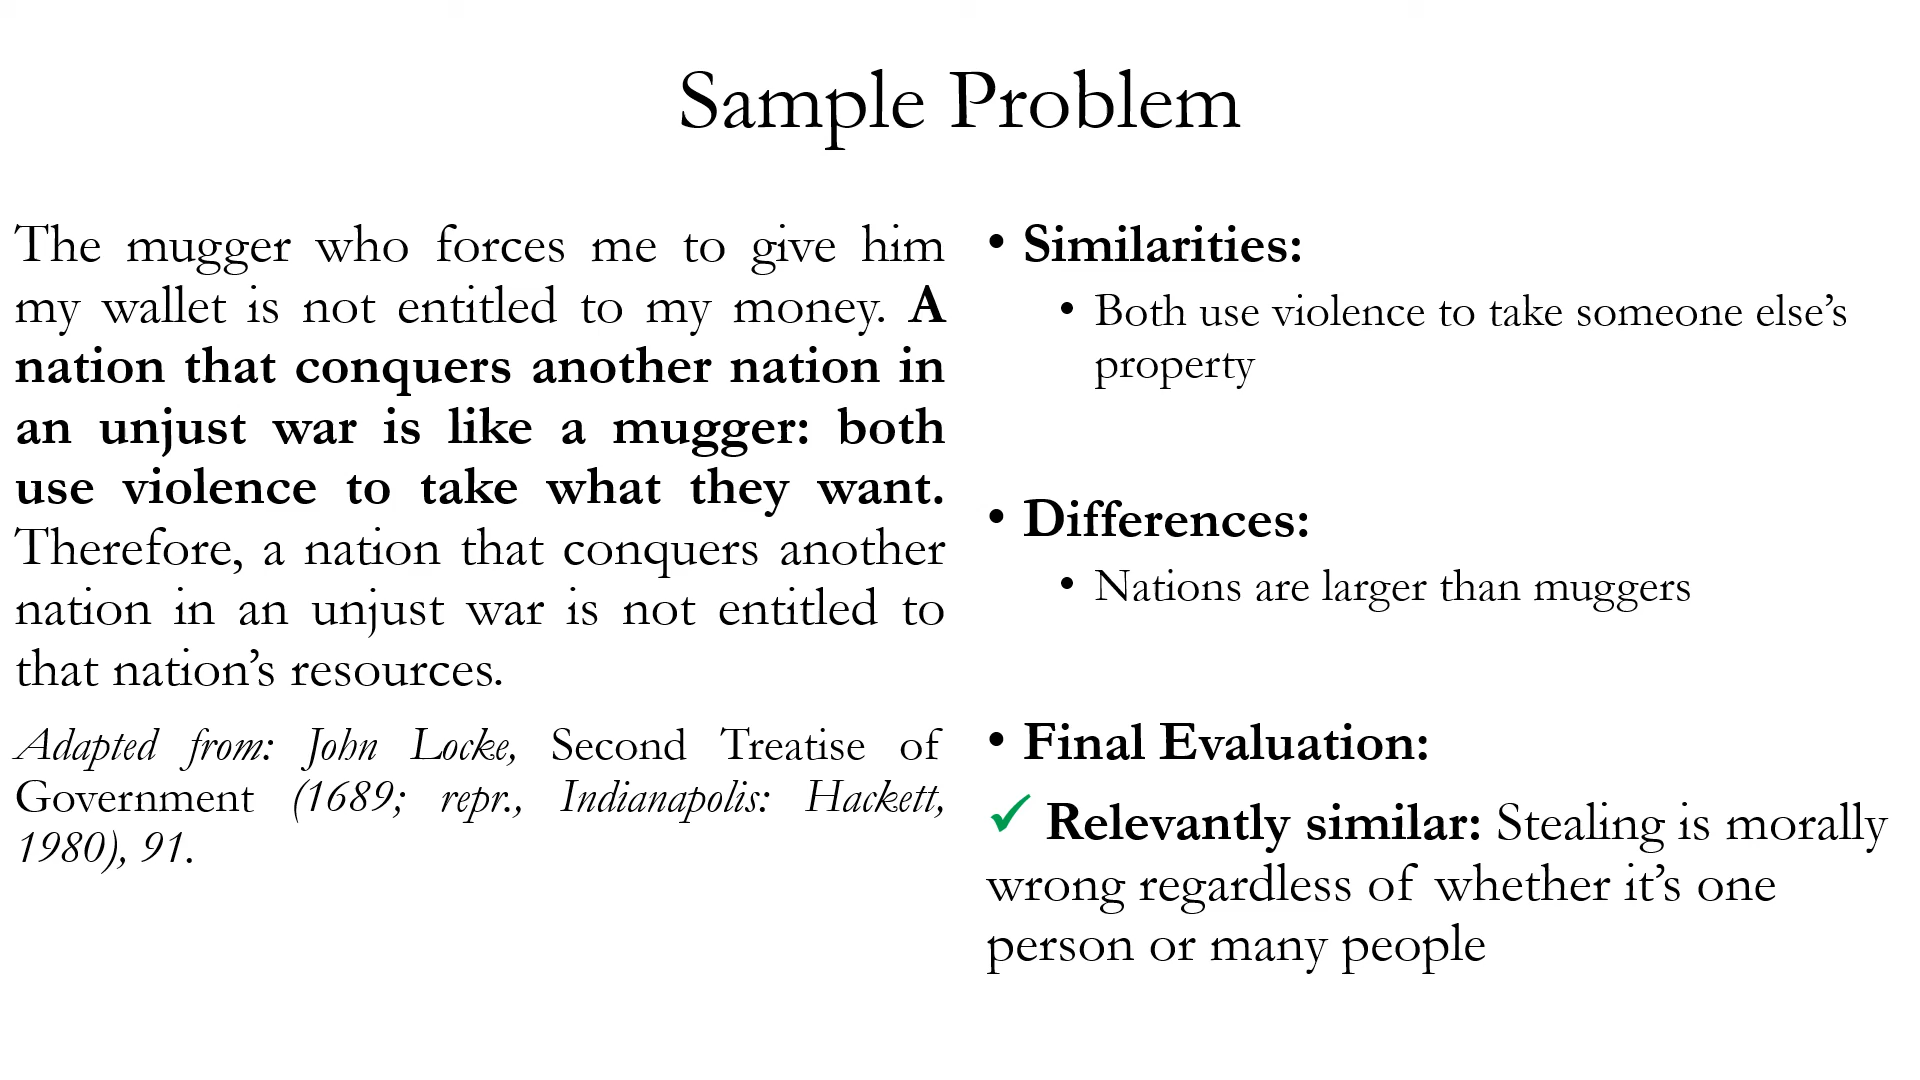 Sample Problem
The mugger who forces me to give him
my wallet is not entitled to my money. A
nation that conquers another nation in
an unjust war is like a mugger: both
use violence to take what they want.
Therefore, a nation that conquers another
nation in an unjust war is not entitled to
that nation’s resources.
Adapted from: John Locke, Second Treatise of
Government (1689; repr., Indianapolis: Hackett,
1980), 91.
• Similarities:
• Both use violence to take someone else’s
property
• Differences:
• Nations are larger than muggers
• Final Evaluation:
✓ Relevantly similar: Stealing is morally
wrong regardless of whether it’s one
person or many people